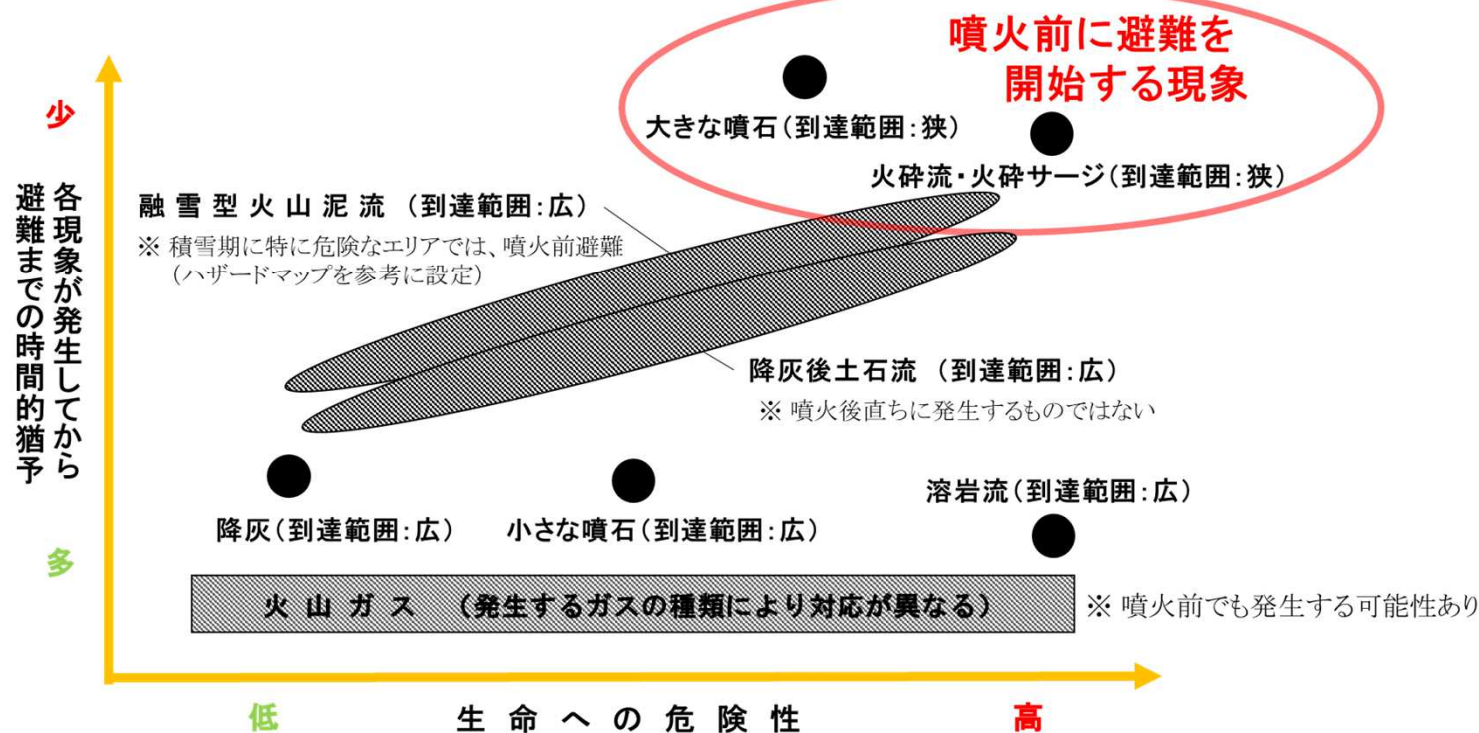 噴火前に避難を
開始する現象
少
各現象が発生してから
避難までの時間的猶予
多
大きな噴石(到達範囲:狭)
火砕流・火砕サージ(到達範囲:狭)
融雪型火山泥流 (到達範囲:広)
※ 積雪期に特に危険なエリアでは、噴火前避難
(ハザードマップを参考に設定)
降灰後土石流 (到達範囲:広)
※ 噴火後直ちに発生するものではない
溶岩流(到達範囲:広)
降灰(到達範囲:広)
小さな噴石(到達範囲:広)
火山ガス (発生するガスの種類により対応が異なる)
※ 噴火前でも発生する可能性あり
低
生命への危険性
高